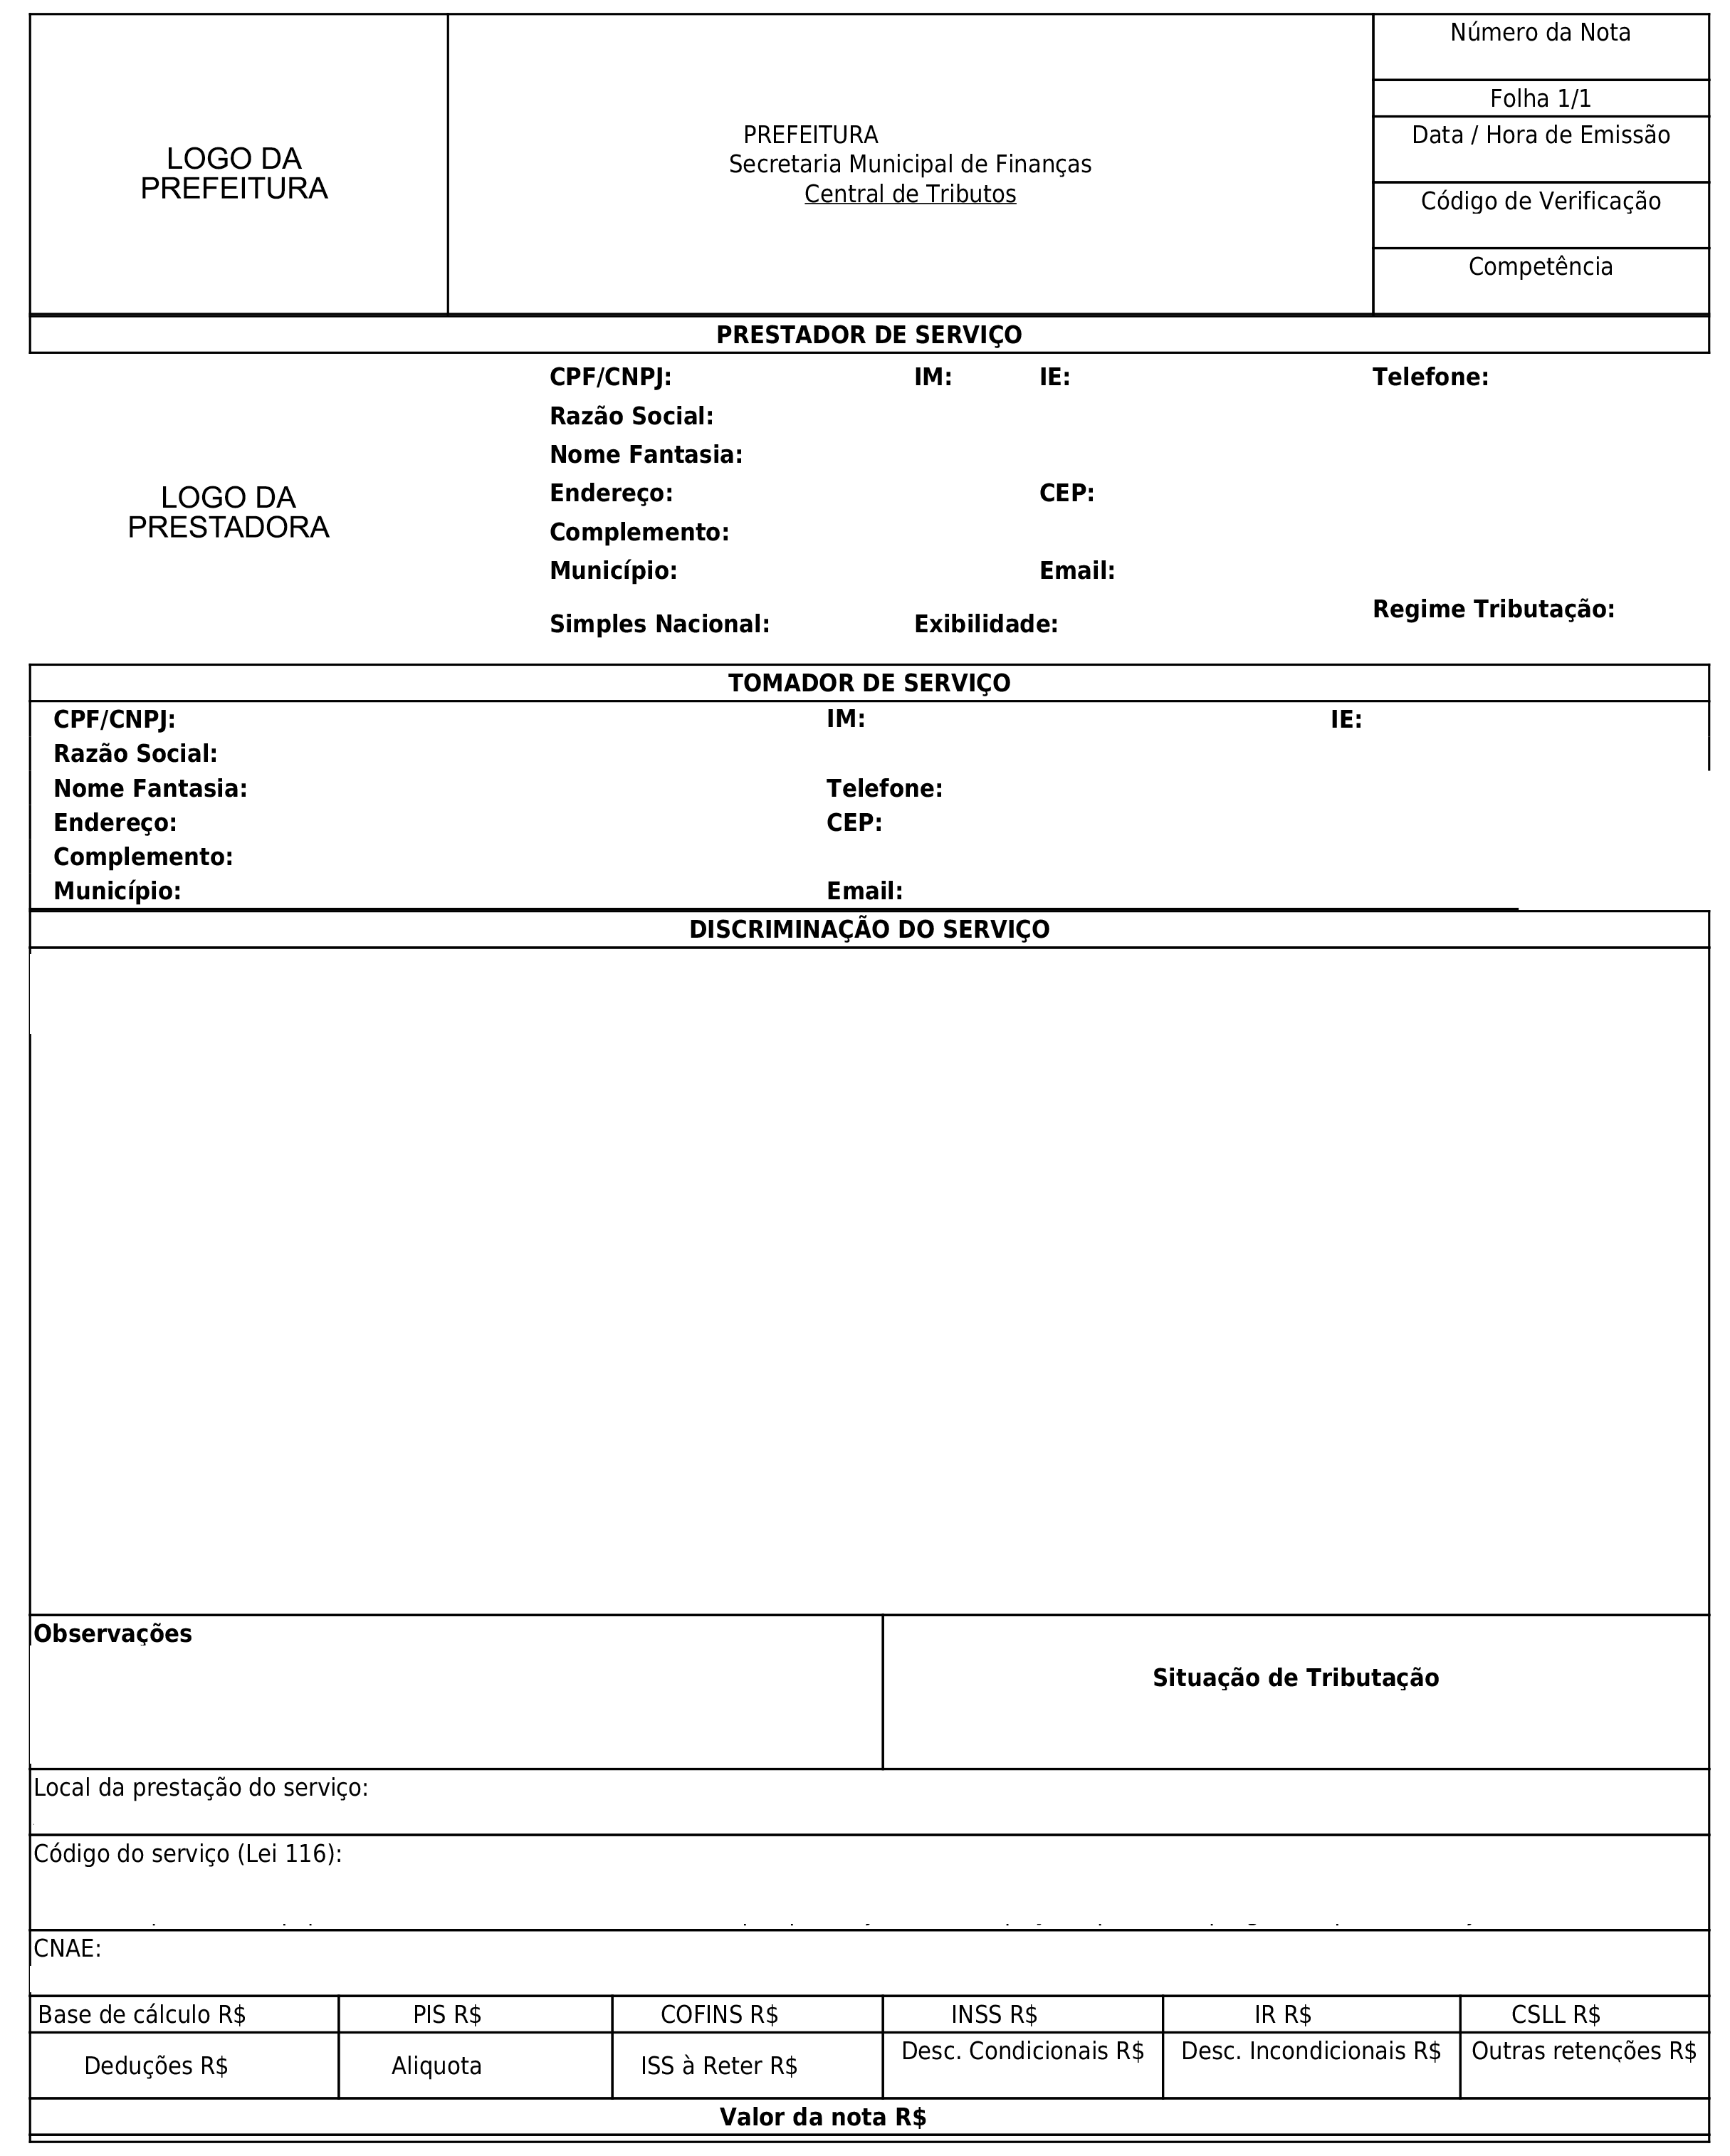 LOGO DA
PREFEITURA
PREFEITURA
Secretaria Municipal de Finanças
Central de Tributos
Número da Nota
Folha 1/1
Data / Hora de Emissão
Código de Verificação
Competência
PRESTADOR DE SERVIÇO
LOGO DA
PRESTADORA
CPF/CNPJ: IM: IE: Telefone:
Razão Social:
Nome Fantasia:
Endereço: CEP:
Complemento:
Município: Email:
Simples Nacional: Exibilidade: Regime Tributação:
TOMADOR DE SERVIÇO
CPF/CNPJ: IM: IE:
Razão Social:
Nome Fantasia: Telefone:
Endereço: CEP:
Complemento:
Município: Email:
DISCRIMINAÇÃO DO SERVIÇO
Observações
Situação de Tributação
Local da prestação do serviço:
Código do serviço (Lei 116):
CNAE:
Base de cálculo R$ PIS R$ COFINS R$ INSS R$ IR R$ CSLL R$
Deduções R$ Aliquota ISS à Reter R$ Desc. Condicionais R$ Desc. Incondicionais R$ Outras retenções R$
Valor da nota R$